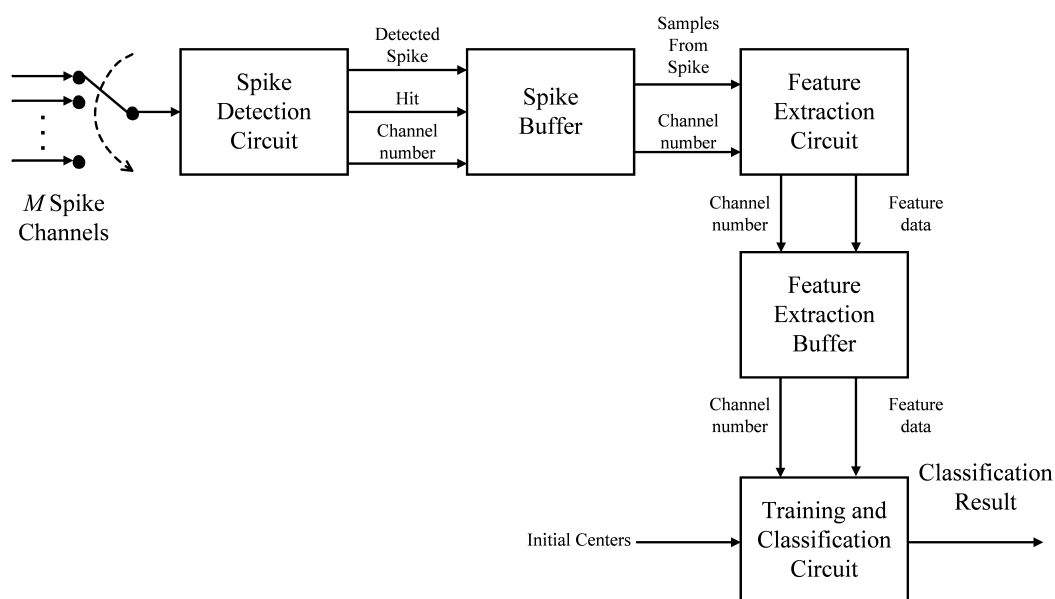 M Spike
Channels
Spike
Detection
Circuit
Detected
Spike
Hit
Channel
number
Spike
Buffer
Samples
From
Spike
Channel
number
Feature
Extraction
Circuit
Channel
number
Feature
data
Feature
Extraction
Buffer
Channel
number
Feature
data
Initial Centers
Training and
Classification
Circuit
Classification
Result